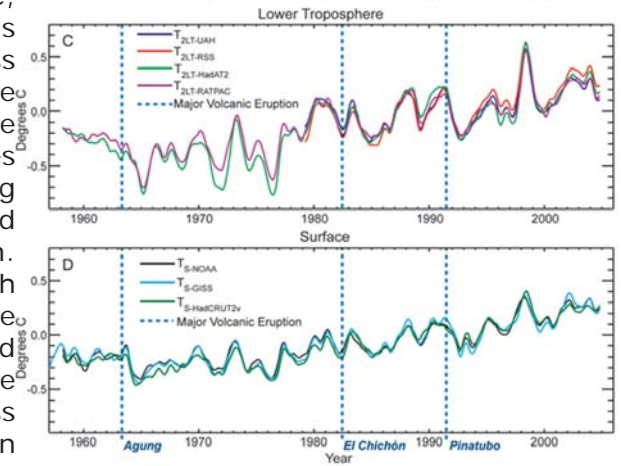 Lower Troposphere
C
T2LT-UAH
T2LT-RSS
T2LT-HadAT2
T2LT-RATPAC
Major Volcanic Eruption
Degrees C
0.5
0.0
-0.5
1960 1970 1980 1990 2000
Surface
D
TS-NOAA
TS-GISS
TS-HadCRUT2v
Major Volcanic Eruption
Degrees C
0.5
0.0
-0.5
1960 1970 1980 1990 2000
Agung El Chichón Pinatubo
Year